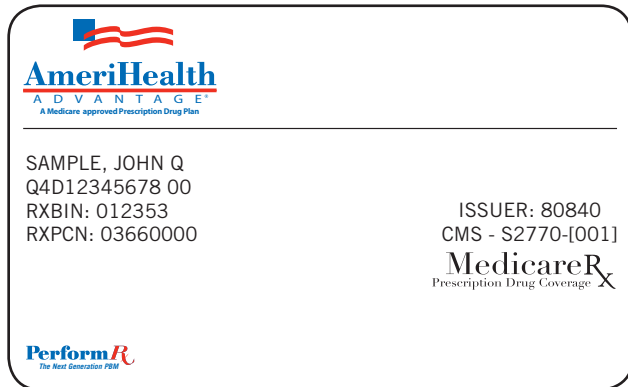 AmeriHealth
ADVANTAGE®
A Medicare approved Prescription Drug Plan
SAMPLE, JOHN Q
Q4D12345678 00
RXBIN: 012353
RXPCN: 03660000
ISSUER: 80840
CMS - S2770-[001]
MedicareRx
Prescription Drug Coverage
PerformRx
The Next Generation PBM